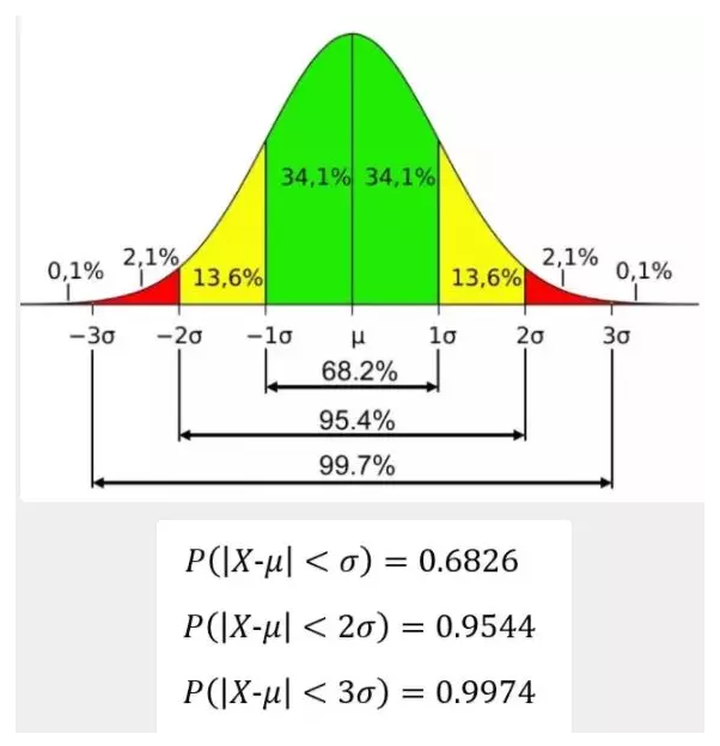 34,1% 34,1%
0,1% 2,1% 13,6% 13,6% 2,1% 0,1%
−3σ −2σ −1σ μ 1σ 2σ 3σ
68.2%
95.4%
99.7%
P(|X-μ| < σ) = 0.6826
P(|X-μ| < 2σ) = 0.9544
P(|X-μ| < 3σ) = 0.9974